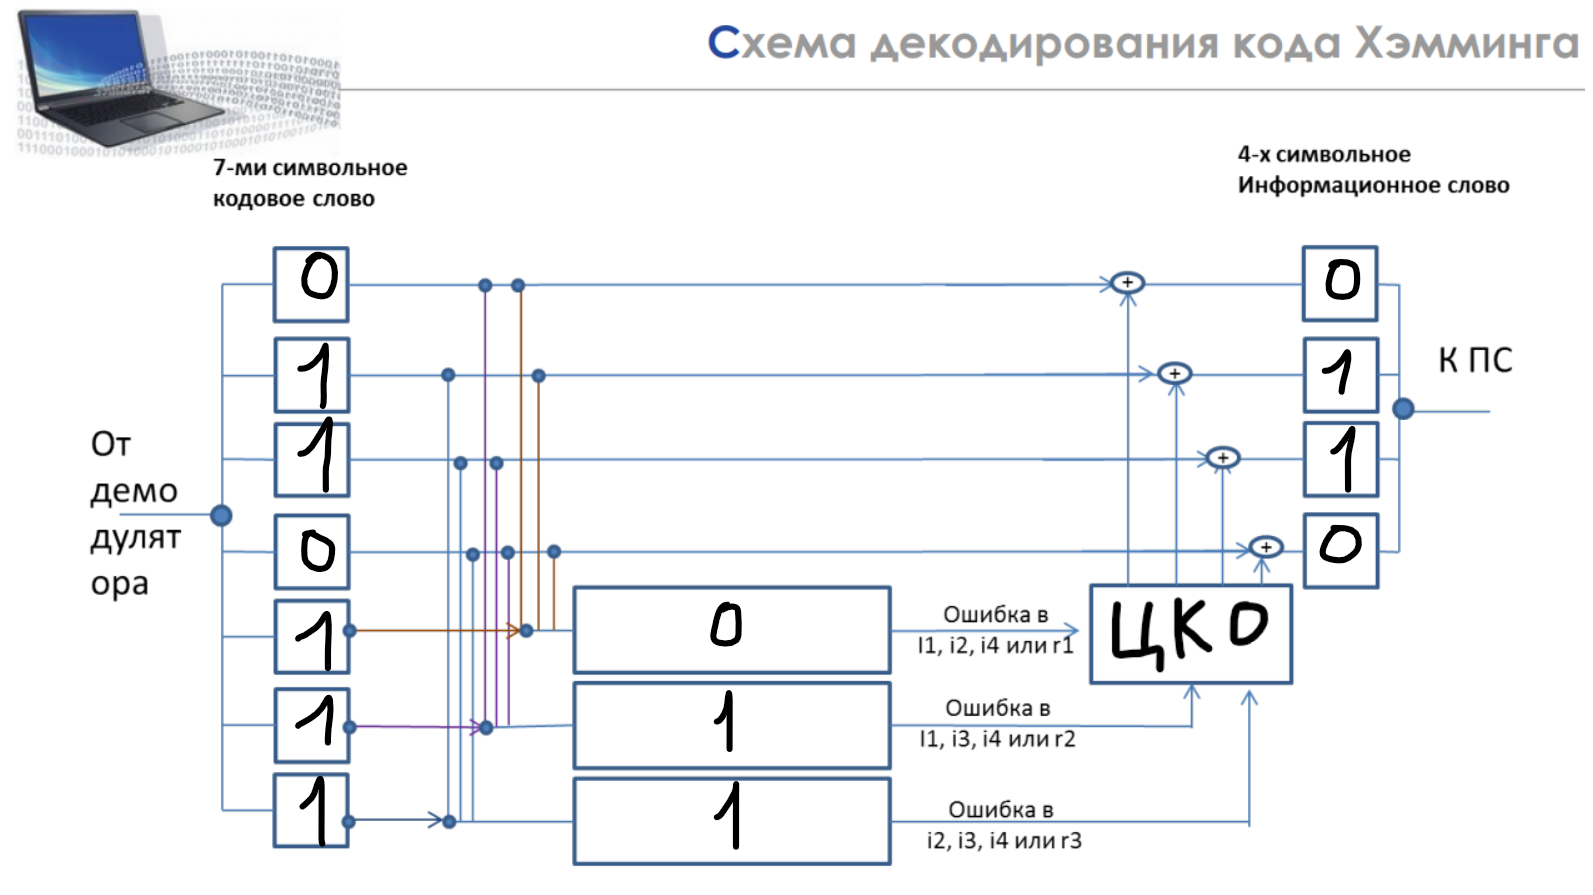 Схема декодирования кода Хэмминга
7-ми символьное
кодовое слово
4-х символьное
Информационное слово
0
0
1
1
К ПС
От
демо
дулят
ора
1
1
0
0
1
0
Ошибка в
I1, i2, i4 или r1
ЦКО
1
1
Ошибка в
I1, i3, i4 или r2
1
1
Ошибка в
i2, i3, i4 или r3